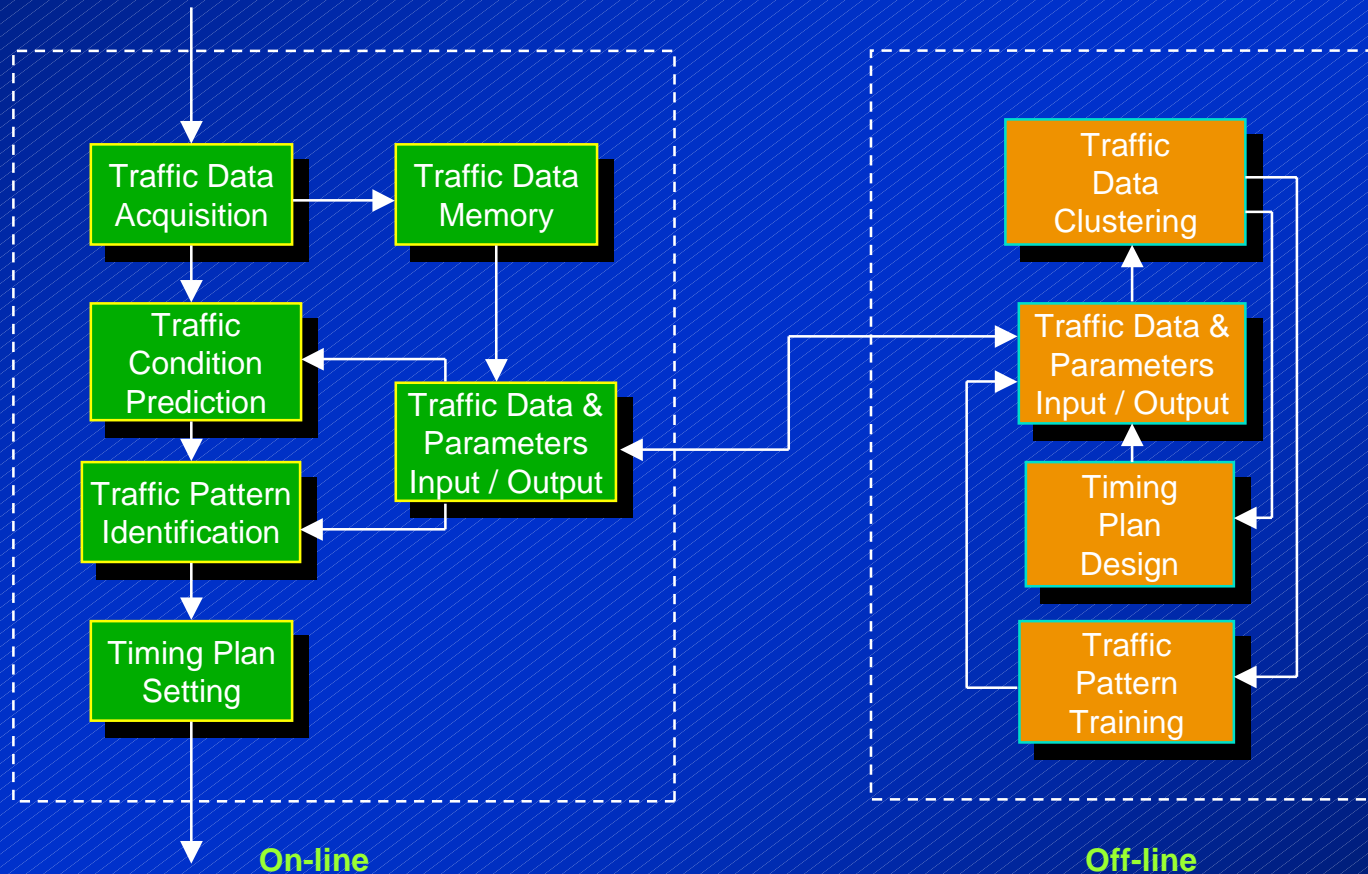 Traffic Data
Acquisition
Traffic Data
Memory
Traffic
Condition
Prediction
Traffic Data &
Parameters
Input / Output
Traffic Pattern
Identification
Timing Plan
Setting
On-line
Traffic
Data
Clustering
Traffic Data &
Parameters
Input / Output
Timing
Plan
Design
Traffic
Pattern
Training
Off-line